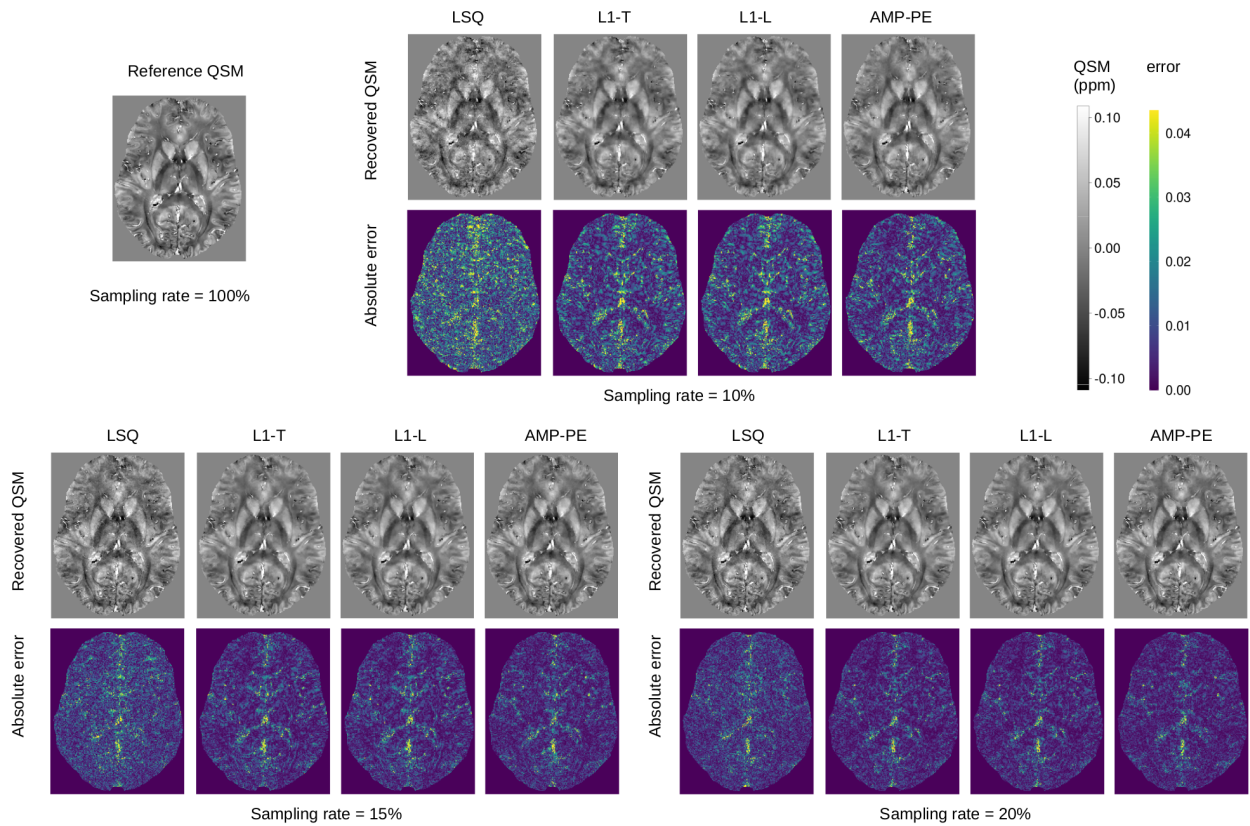 Reference QSM
Sampling rate = 100%
LSQ L1-T L1-L AMP-PE
Recovered QSM
Absolute error
Sampling rate = 10%
QSM
(ppm)
error
0.10
0.05
0.00
-0.05
-0.10
0.04
0.03
0.02
0.01
0.00
LSQ L1-T L1-L AMP-PE
Recovered QSM
Absolute error
Sampling rate = 15%
LSQ L1-T L1-L AMP-PE
Recovered QSM
Absolute error
Sampling rate = 20%